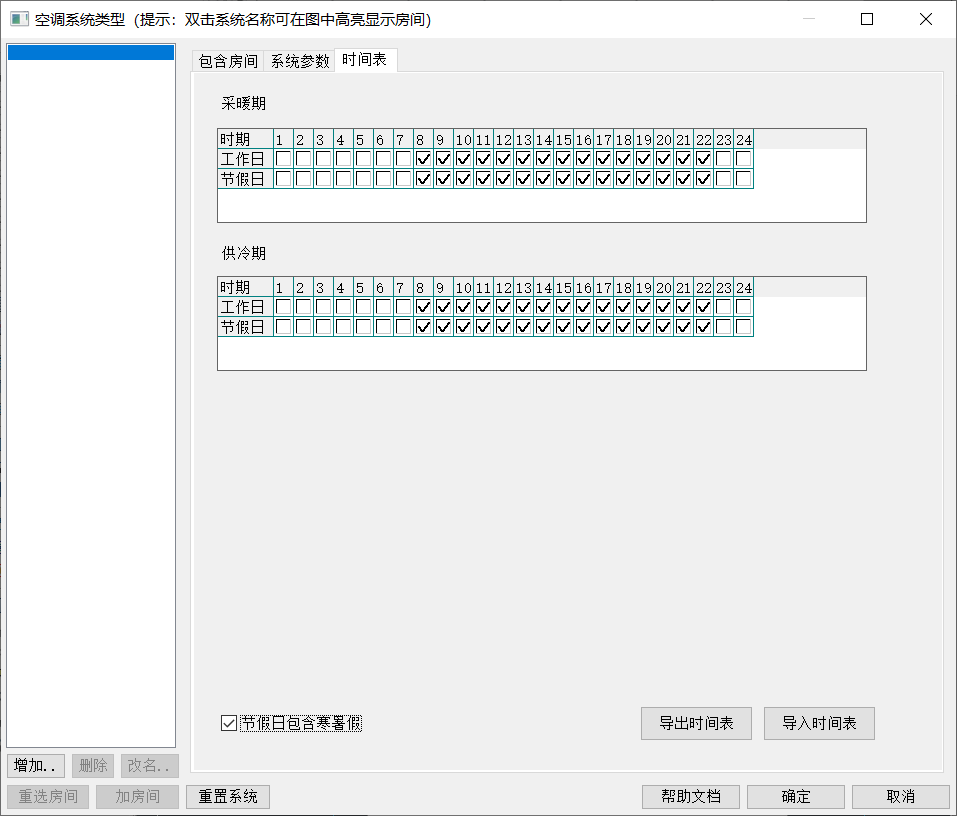 空调系统类型（提示：双击系统名称可在图中高亮显示房间）
包含房间 系统参数 时间表
采暖期
时期 1 2 3 4 5 6 7 8 9 10 11 12 13 14 15 16 17 18 19 20 21 22 23 24
工作日
节假日
供冷期
时期 1 2 3 4 5 6 7 8 9 10 11 12 13 14 15 16 17 18 19 20 21 22 23 24
工作日
节假日
节假日包含寒暑假 导出时间表 导入时间表
增加.. 删除 改名..
重选房间 加房间 重置系统 帮助文档 确定 取消